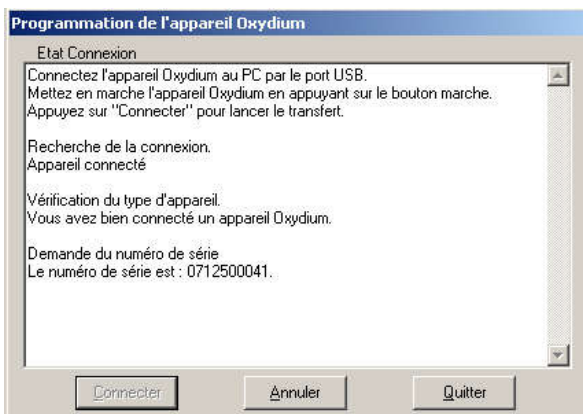 Programmation de l'appareil Oxydium
Etat Connexion
Connectez l'appareil Oxydium au PC par le port USB.
Mettez en marche l'appareil Oxydium en appuyant sur le bouton marche.
Appuyez sur "Connecter" pour lancer le transfert.
Recherche de la connexion.
Appareil connecté
Vérification du type d'appareil.
Vous avez bien connecté un appareil Oxydium.
Demande du numéro de série
Le numéro de série est : 0712500041.
Connecter Annuler Quitter